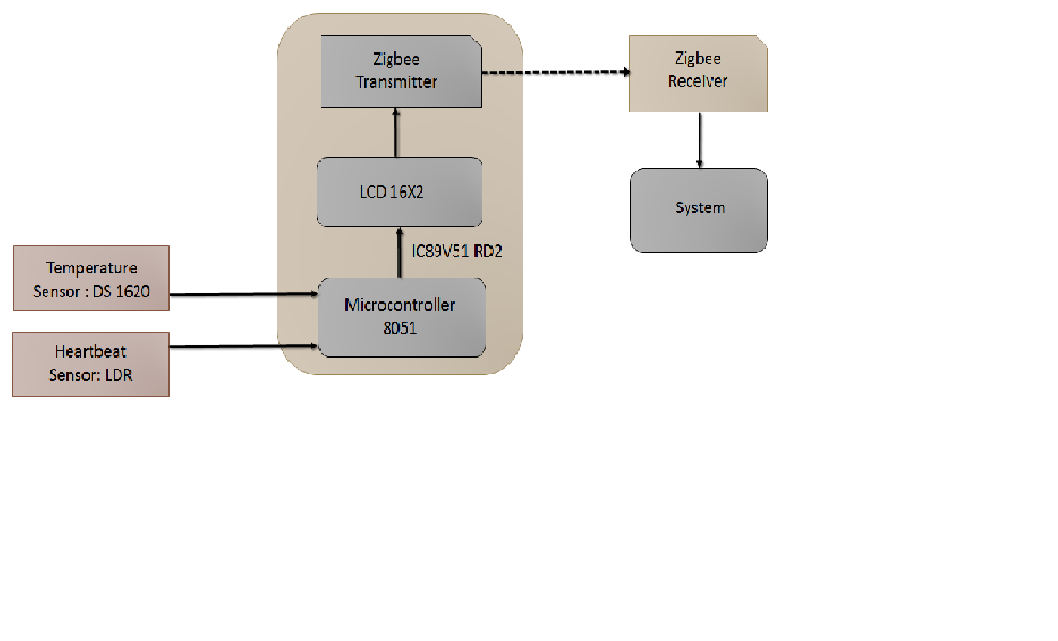 Zigbee
Transmitter
Zigbee
Receiver
LCD 16X2
System
IC89V51 RD2
Temperature
Sensor : DS 1620
Microcontroller
8051
Heartbeat
Sensor: LDR